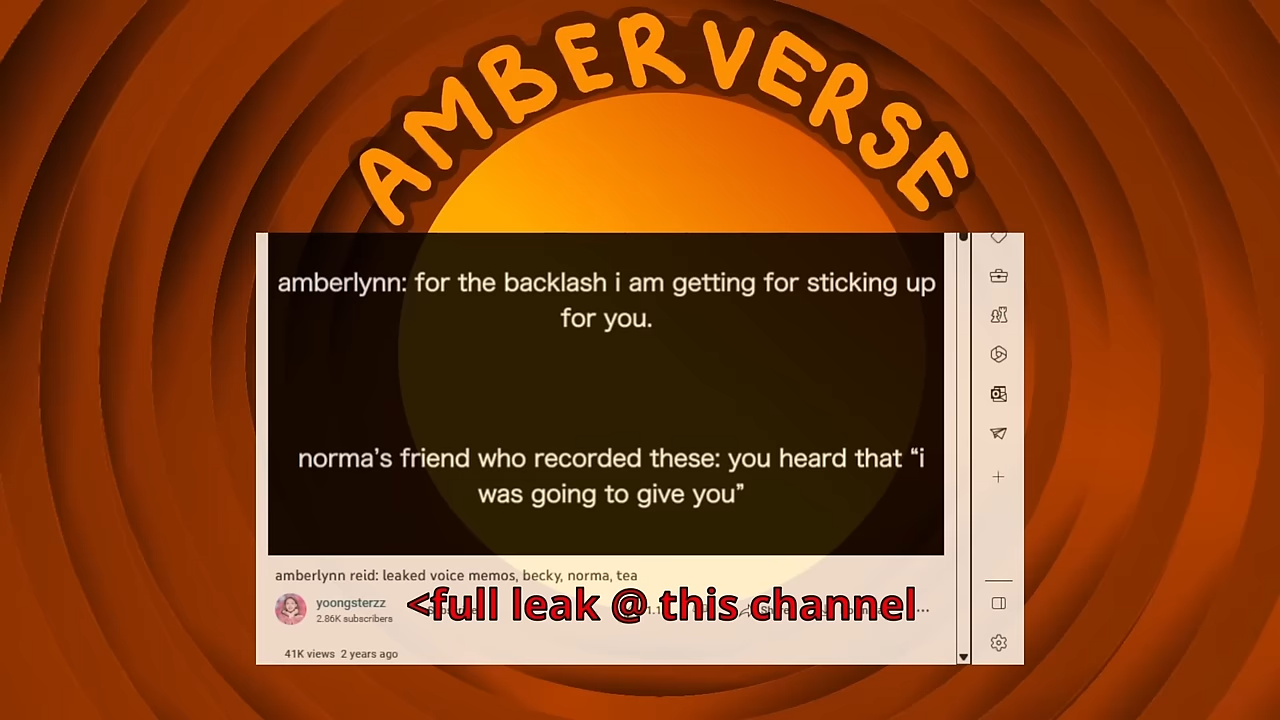 AMBERVERSE
amberlynn: for the backlash i am getting for sticking up
for you.
norma's friend who recorded these: you heard that “i
was going to give you”
amberlynn reid: leaked voice memos, becky, norma, tea
yoongsterzz
<full leak @ this channel
2.86K subscribers
41K views 2 years ago